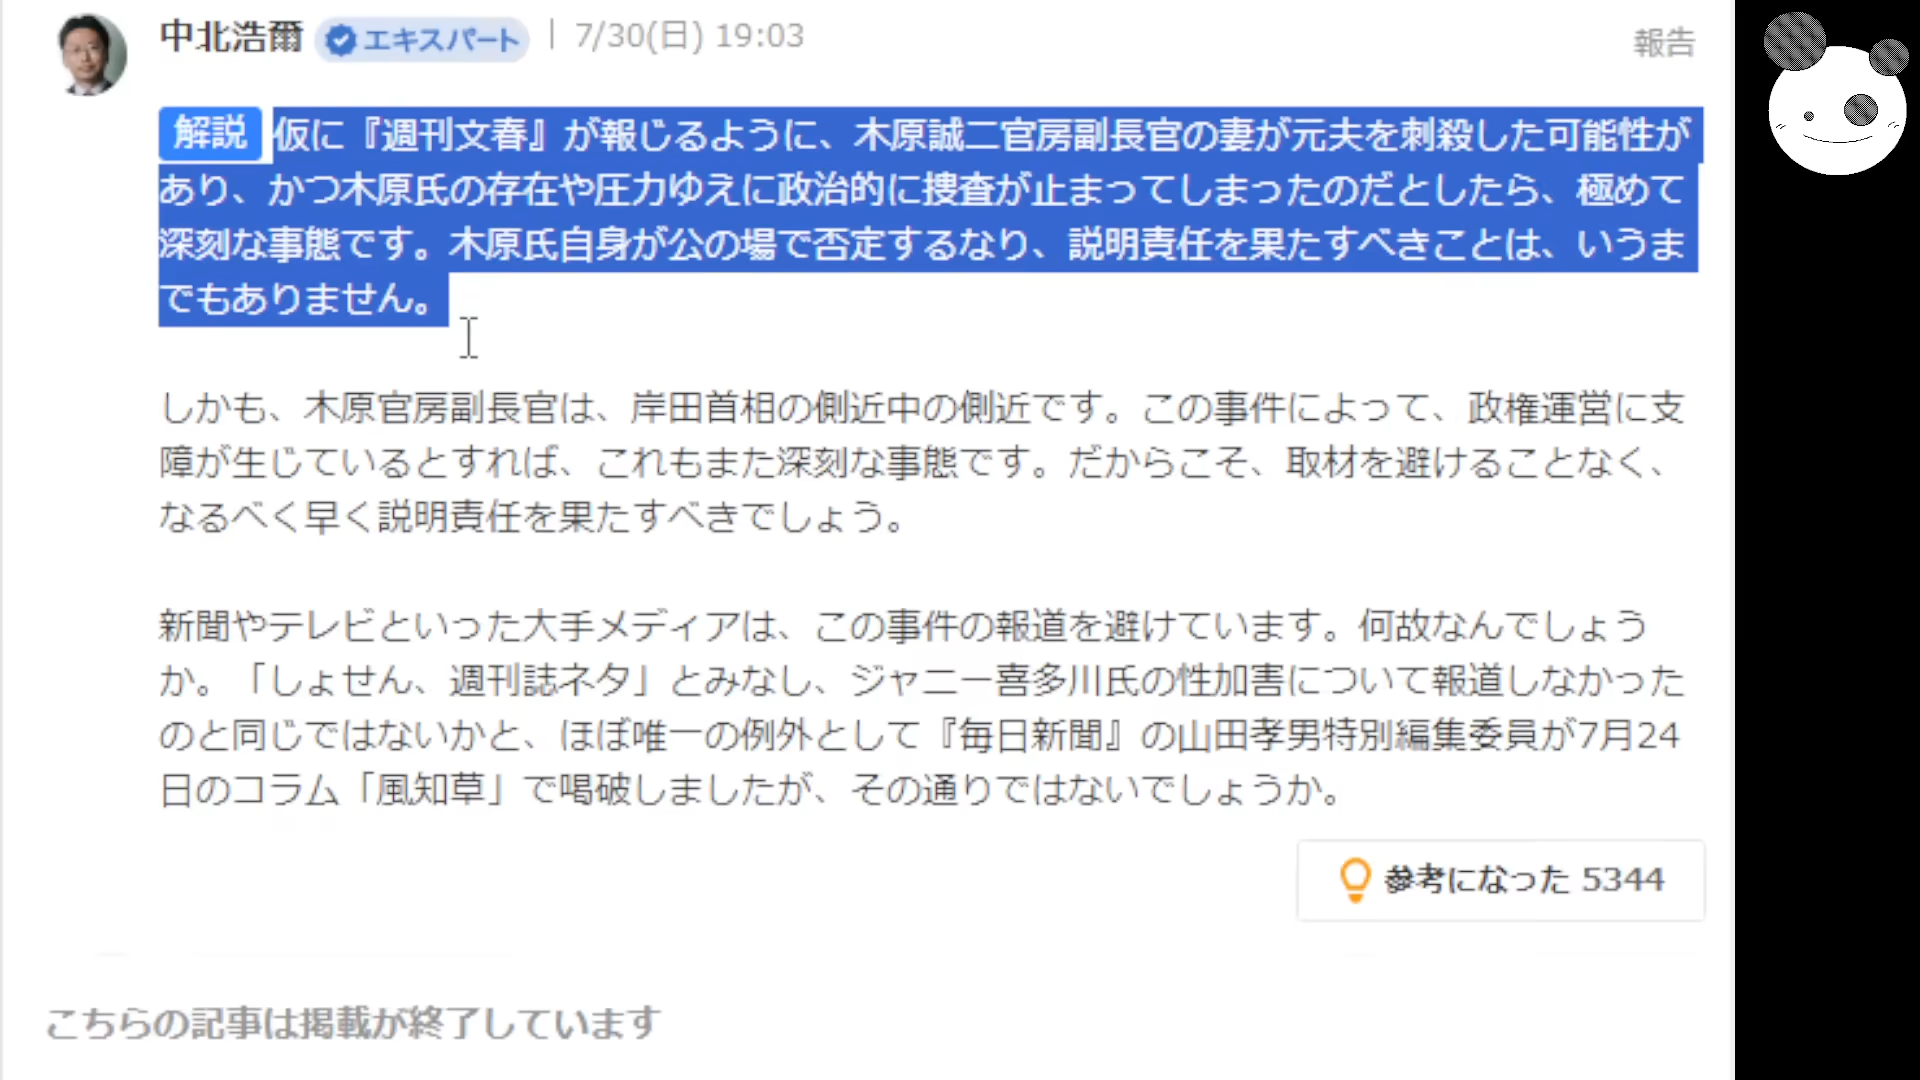 中北浩爾 エキスパート | 7/30(日) 19:03
報告
解説 仮に『週刊文春』が報じるように、木原誠二官房副長官の妻が元夫を刺殺した可能性が
あり、かつ木原氏の存在や圧力ゆえに政治的に捜査が止まってしまったのだとしたら、極めて
深刻な事態です。木原氏自身が公の場で否定するなり、説明責任を果たすべきことは、いうま
でもありません。
しかも、木原官房副長官は、岸田首相の側近中の側近です。この事件によって、政権運営に支
障が生じているとすれば、これもまた深刻な事態です。だからこそ、取材を避けることなく、
なるべく早く説明責任を果たすべきでしょう。
新聞やテレビといった大手メディアは、この事件の報道を避けています。何故なんでしょう
か。「しょせん、週刊誌ネタ」とみなし、ジャニー喜多川氏の性加害について報道しなかった
のと同じではないかと、ほぼ唯一の例外として『毎日新聞』の山田孝男特別編集委員が7月24
日のコラム「風知草」で喝破しましたが、その通りではないでしょうか。
参考になった 5344
こちらの記事は掲載が終了しています